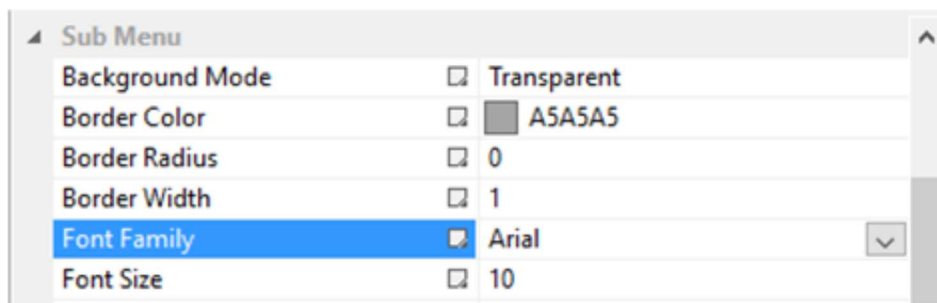 Sub Menu
Background Mode Transparent
Border Color A5A5A5
Border Radius 0
Border Width 1
Font Family Arial
Font Size 10